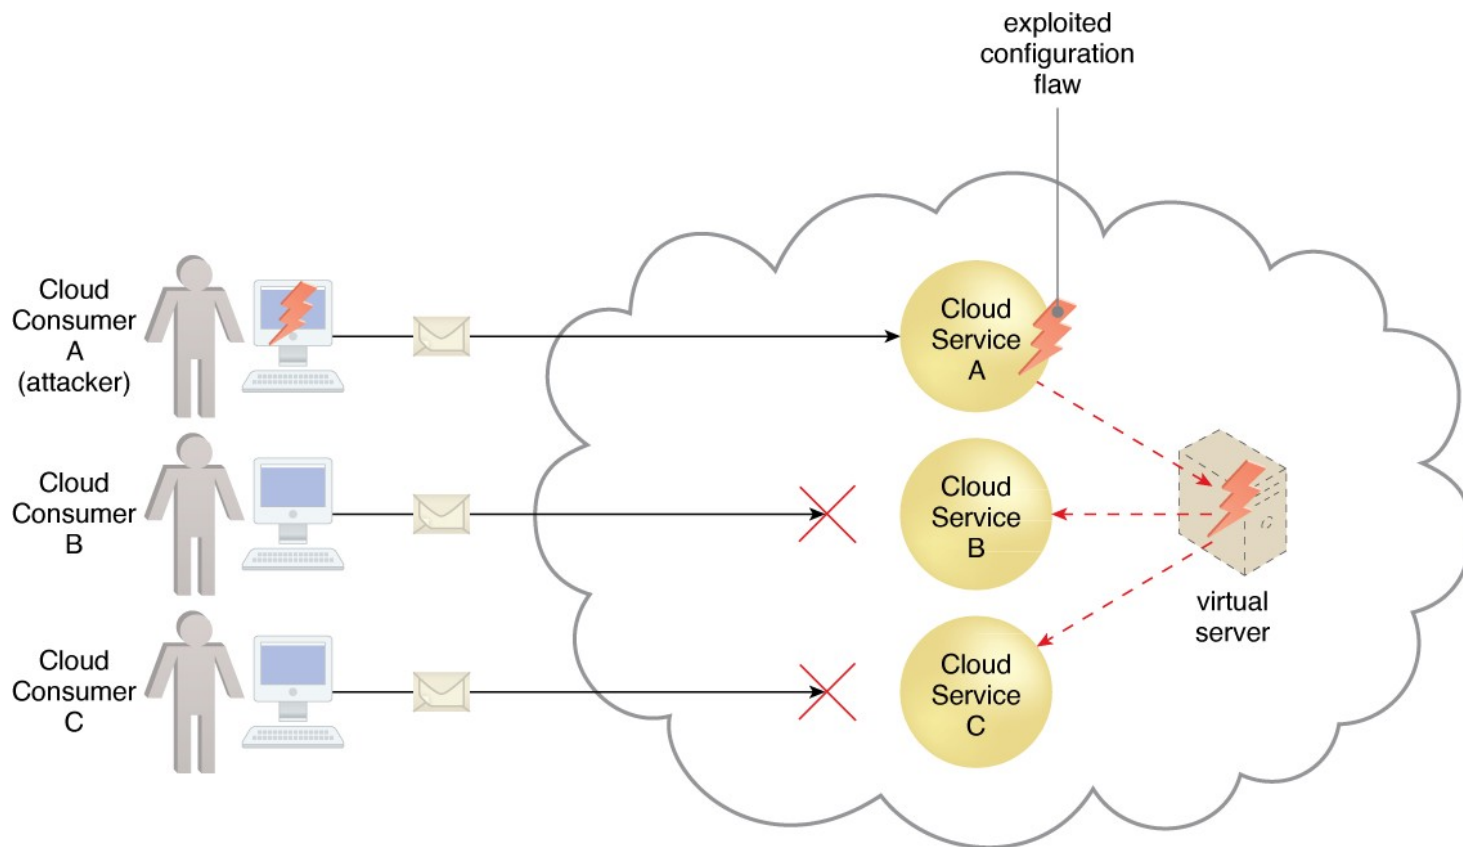 exploited
configuration
flaw
Cloud
Consumer
A
(attacker)
Cloud
Service
A
Cloud
Consumer
B
Cloud
Service
B
virtual
server
Cloud
Consumer
C
Cloud
Service
C